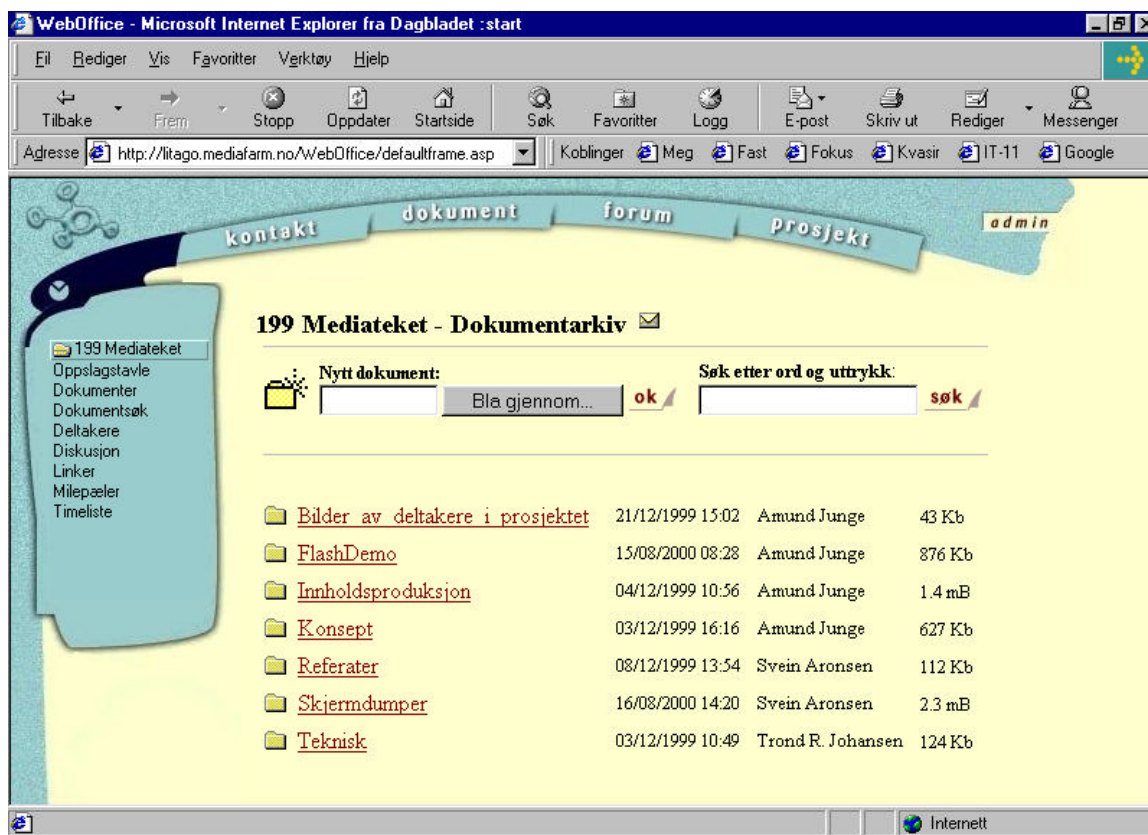 WebOffice - Microsoft Internet Explorer fra Dagbladet :start
Fil Rediger Vis Favoritter Verktøy Hjelp
Tilbake Frem Stopp Oppdater Startside Søk Favoritter Logg E-post Skriv ut Rediger Messenger
Adresse http://litago.mediafarm.no/WebOffice/defaultframe.asp Koblinger Meg Fast Fokus Kvasir IT-11 Google
kontakt dokument forum prosjekt admin
199 Mediateket - Dokumentarkiv
199 Mediateket
Oppslagstavle
Dokumenter
Dokumentsøk
Deltakere
Diskusjon
Linker
Milepæler
Timeliste
Nytt dokument: Søk etter ord og uttrykk:
Bla gjennom... ok søk
Bilder av deltakere i prosjektet 21/12/1999 15:02 Amund Junge 43 Kb
FlashDemo 15/08/2000 08:28 Amund Junge 876 Kb
Innholdsproduksjon 04/12/1999 10:56 Amund Junge 1.4 mB
Konsept 03/12/1999 16:16 Amund Junge 627 Kb
Referater 08/12/1999 13:54 Svein Aronsen 112 Kb
Skjermdumper 16/08/2000 14:20 Svein Aronsen 2.3 mB
Teknisk 03/12/1999 10:49 Trond R. Johansen 124 Kb
Internett